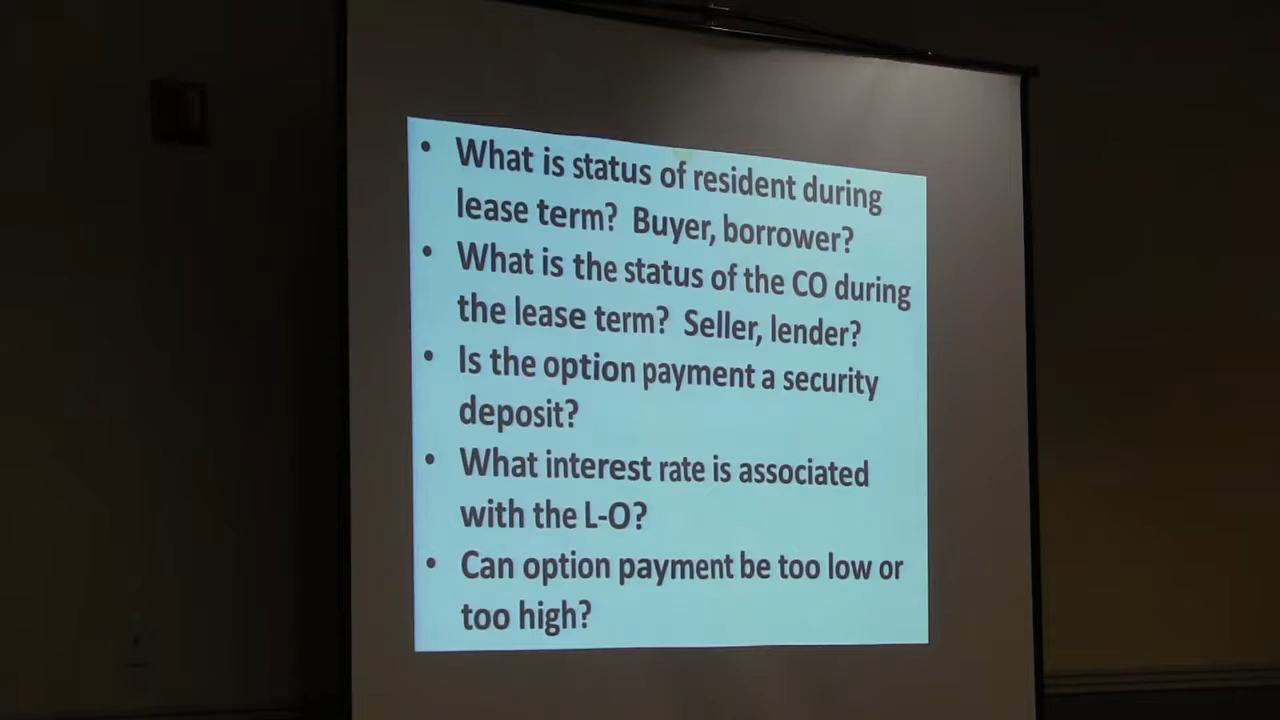 • What is status of resident during
lease term? Buyer, borrower?
• What is the status of the CO during
the lease term? Seller, lender?
• Is the option payment a security
deposit?
• What interest rate is associated
with the L-O?
• Can option payment be too low or
too high?